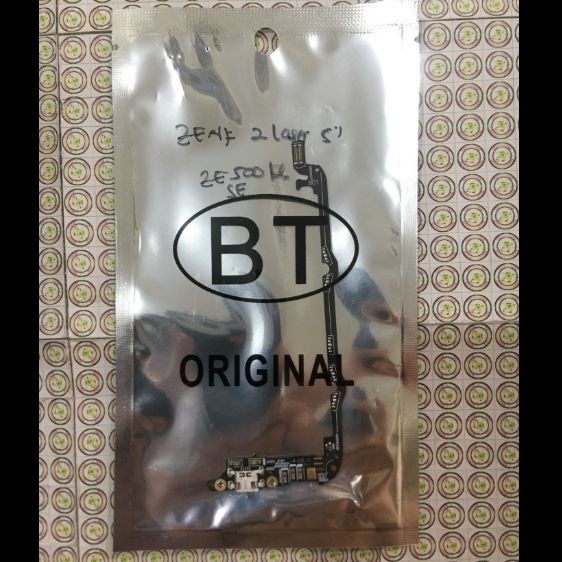 ZENF 2 laser 5"
ZE500KL
SE
BT
ORIGINAL